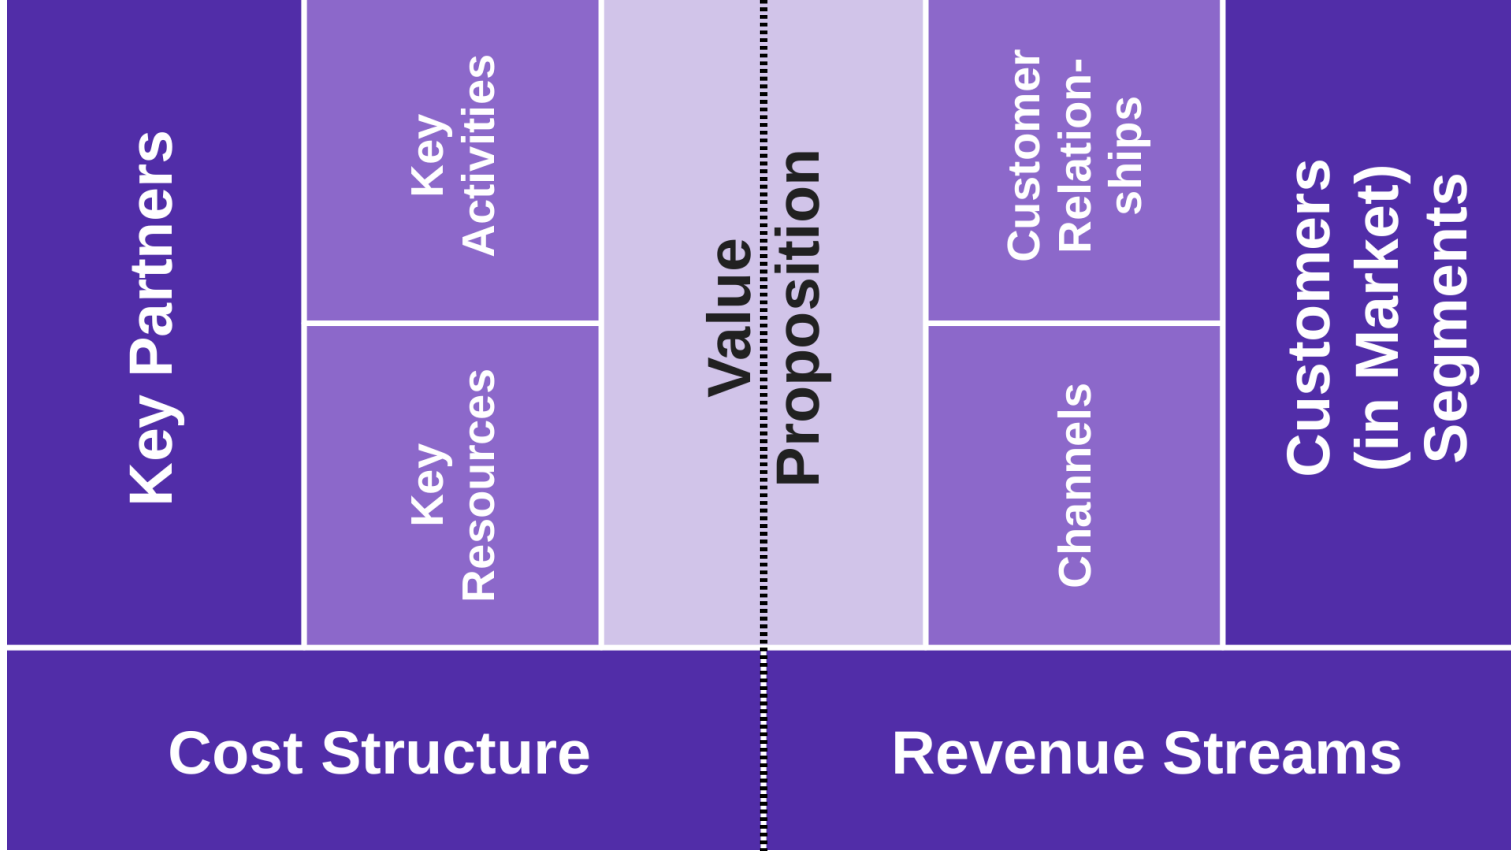 Key Partners
Key
Activities
Key
Resources
Value
Proposition
Customer
Relation-
ships
Channels
Customers
(in Market)
Segments
Cost Structure
Revenue Streams